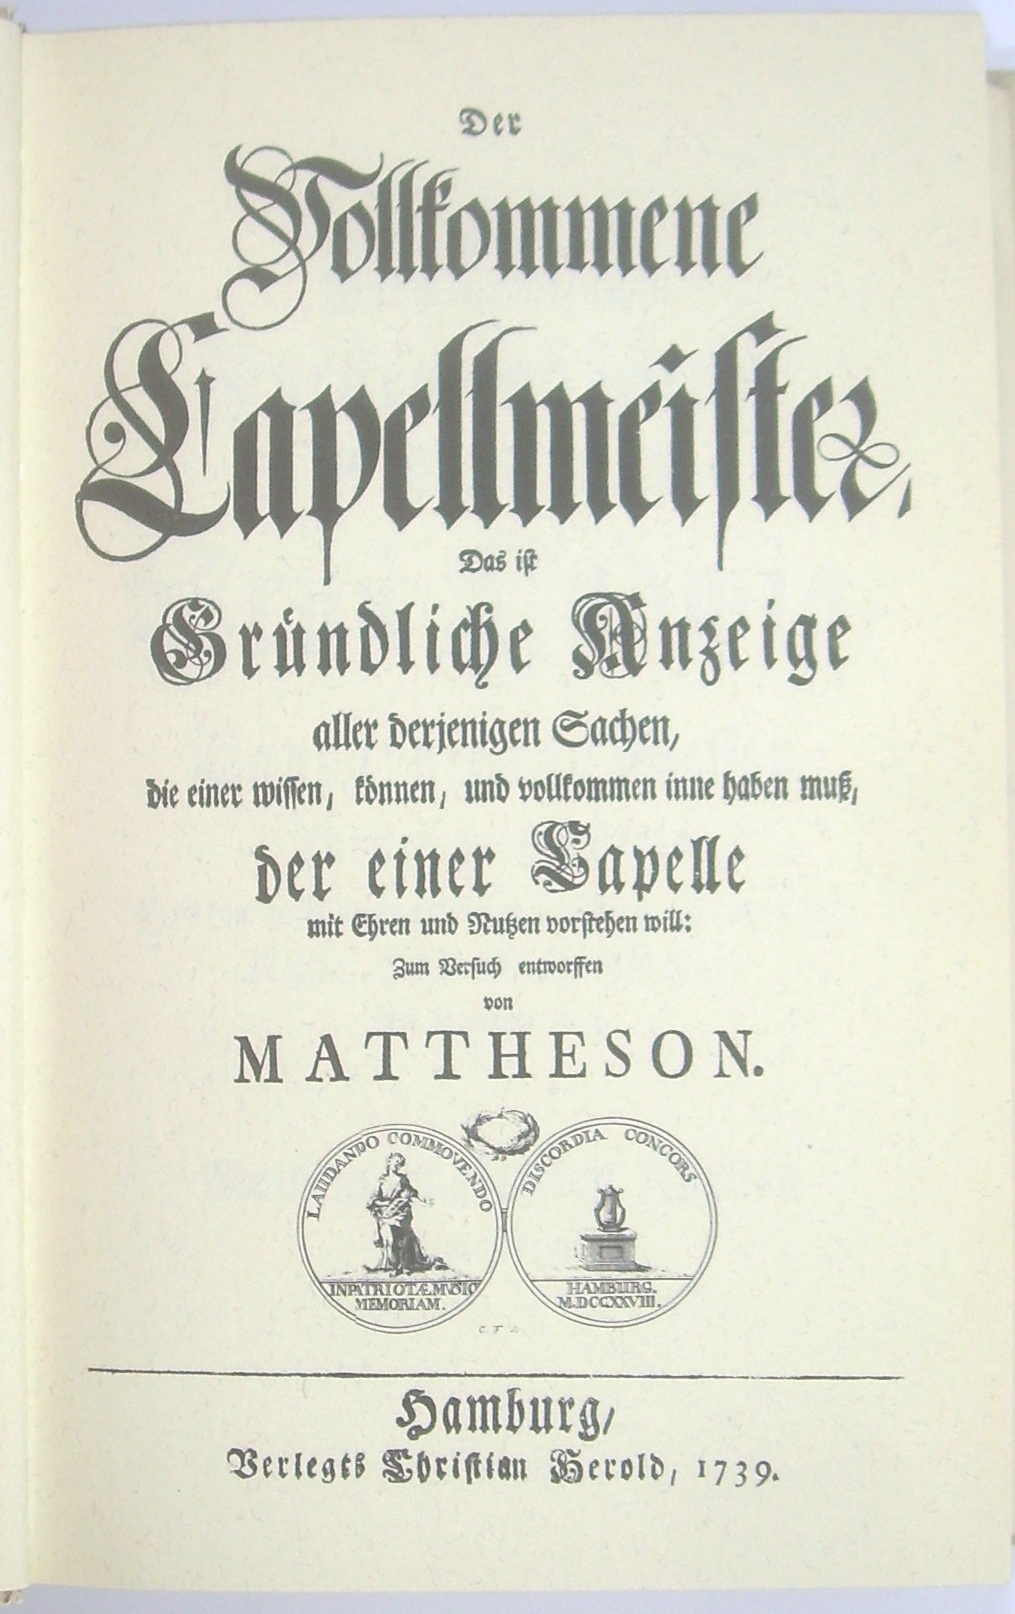 Der
Vollkommene
Capellmeister,
Das ist
Gründliche Anzeige
aller derjenigen Sachen,
die einer wissen, können, und vollkommen inne haben muß,
der einer Capelle
mit Ehren und Nutzen vorstehen will:
Zum Versuch entworffen
von
MATTHESON.
LAUDANDO COMMOVENDO
IN PATRIOTÆ MUSIC
MEMORIAM.
DISCORDIA CONCORS
HAMBURG.
M.DCCXXVIII.
Hamburg,
Verlegts Christian Herold, 1739.